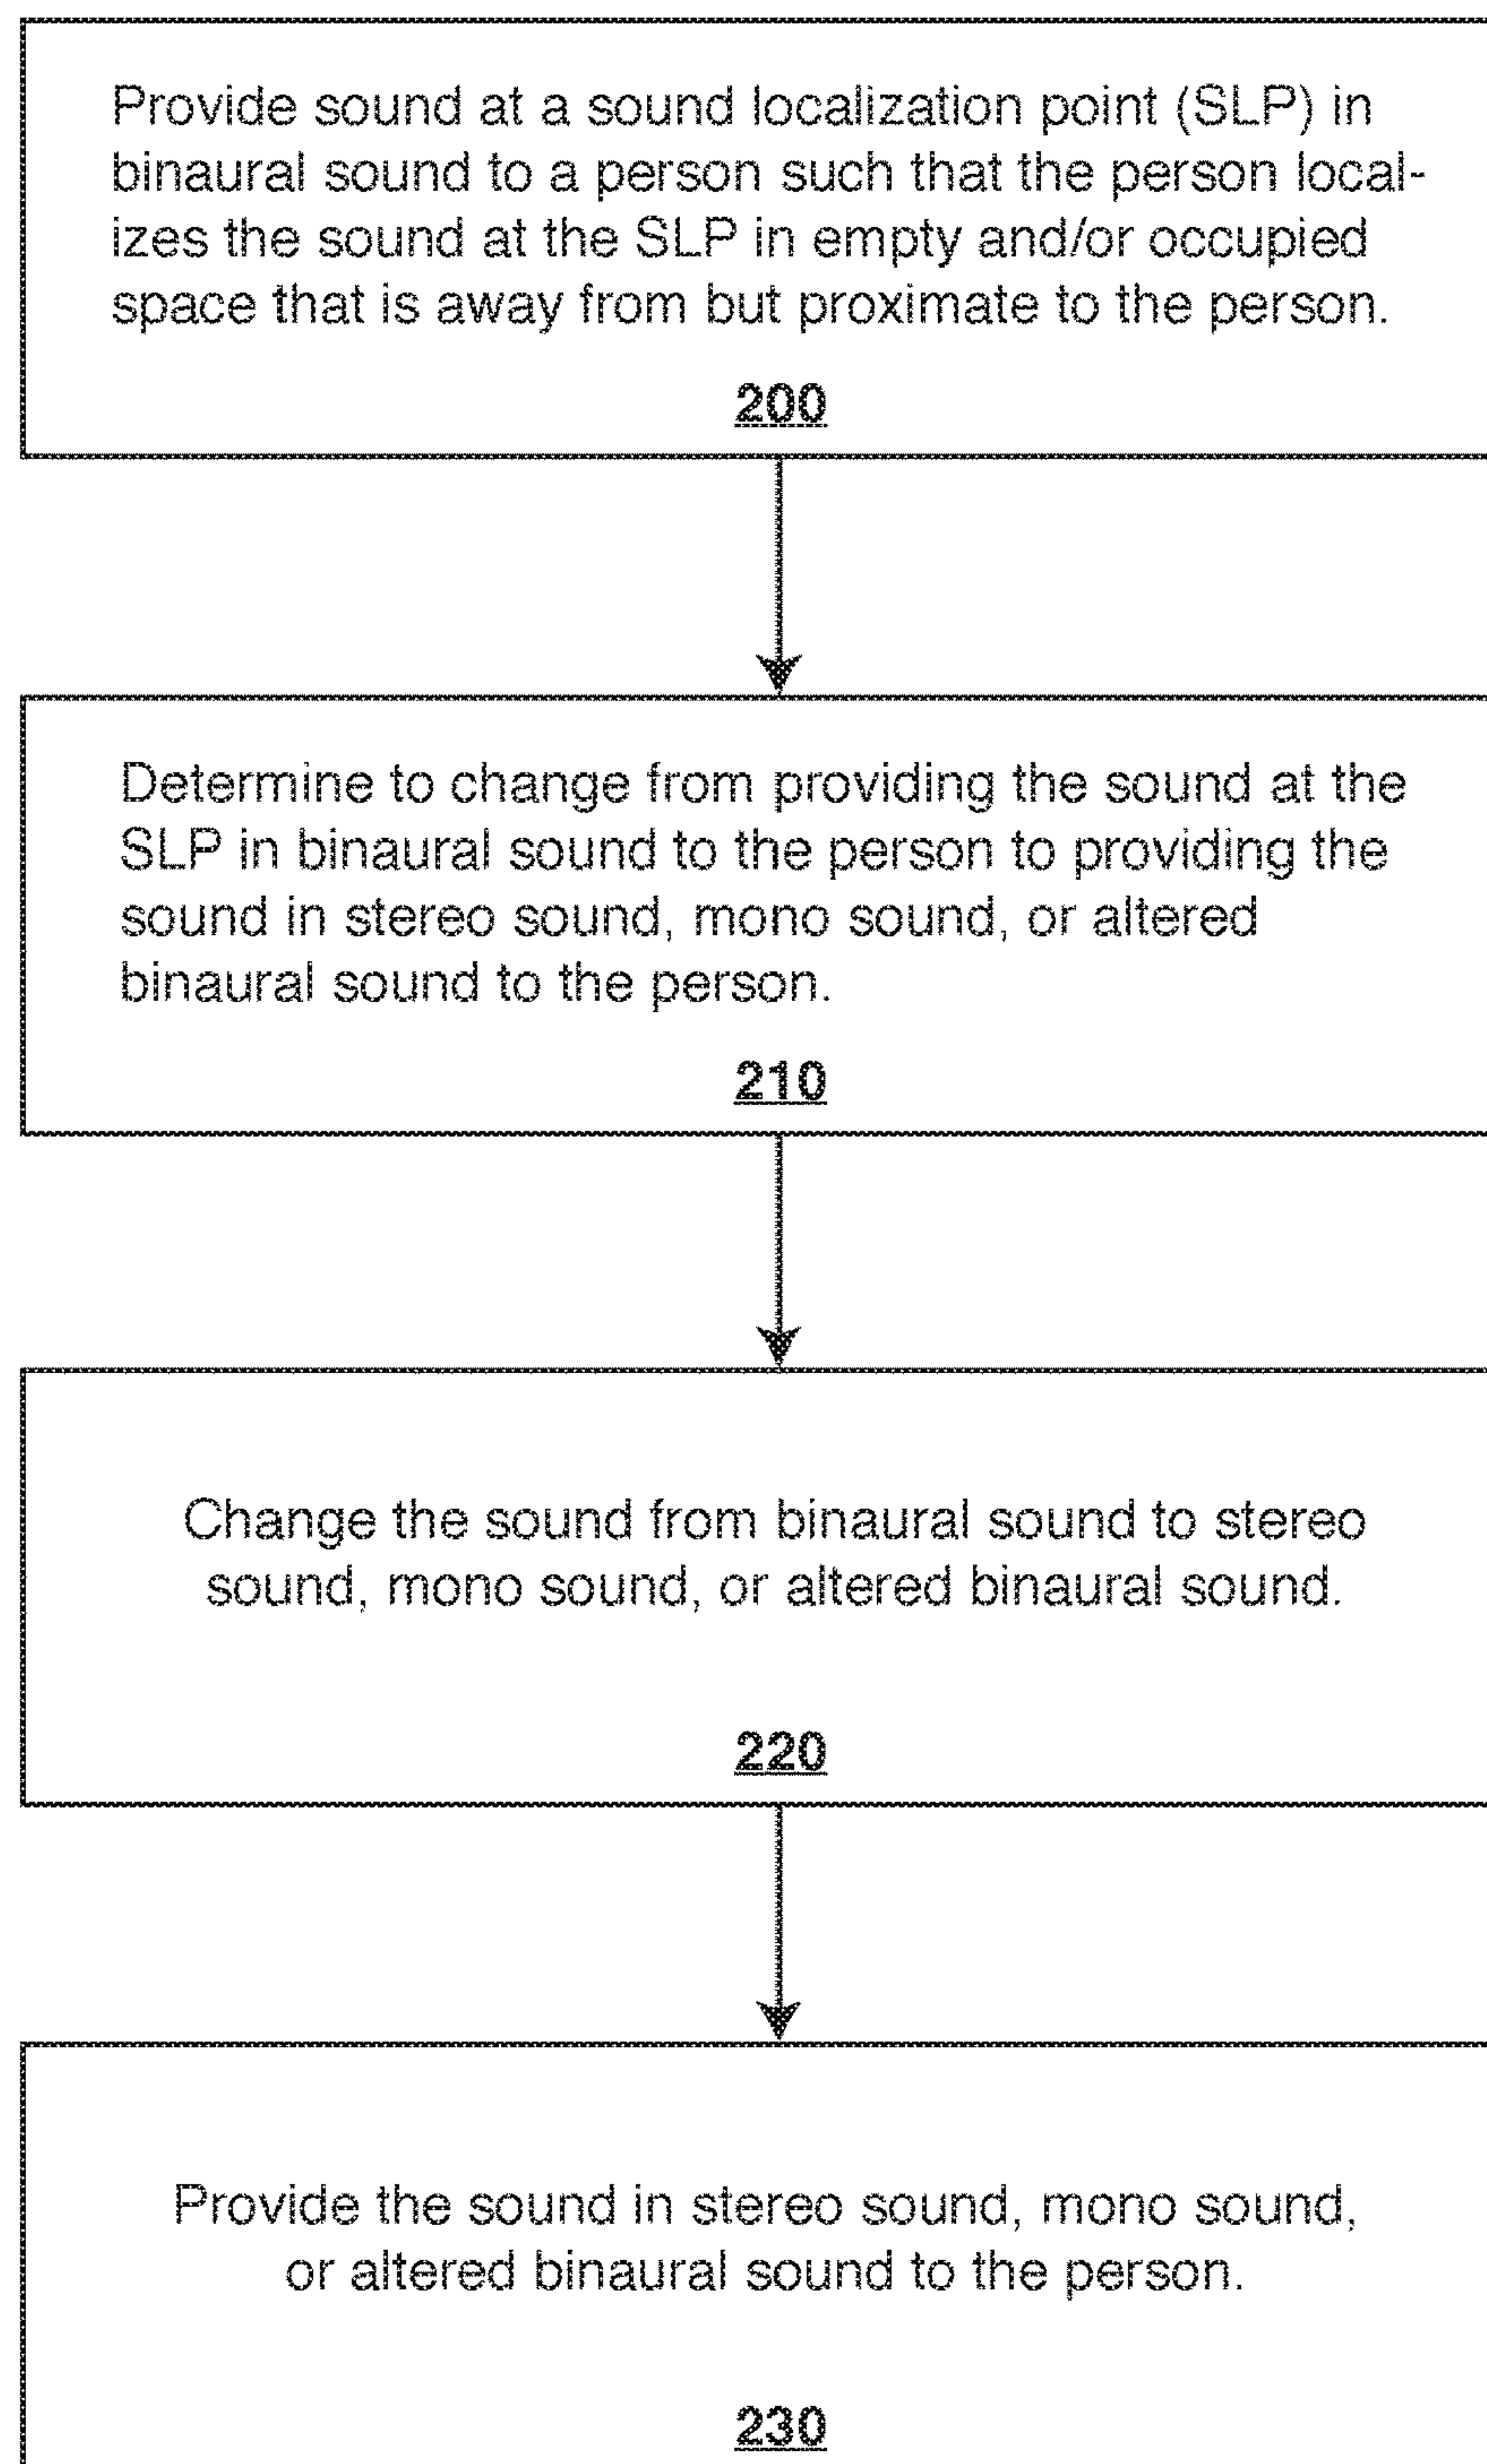 Provide sound at a sound localization point (SLP) in
binaural sound to a person such that the person local-
izes the sound at the SLP in empty and/or occupied
space that is away from but proximate to the person.
200
Determine to change from providing the sound at the
SLP in binaural sound to the person to providing the
sound in stereo sound, mono sound, or altered
binaural sound to the person.
210
Change the sound from binaural sound to stereo
sound, mono sound, or altered binaural sound.
220
Provide the sound in stereo sound, mono sound,
or altered binaural sound to the person.
230